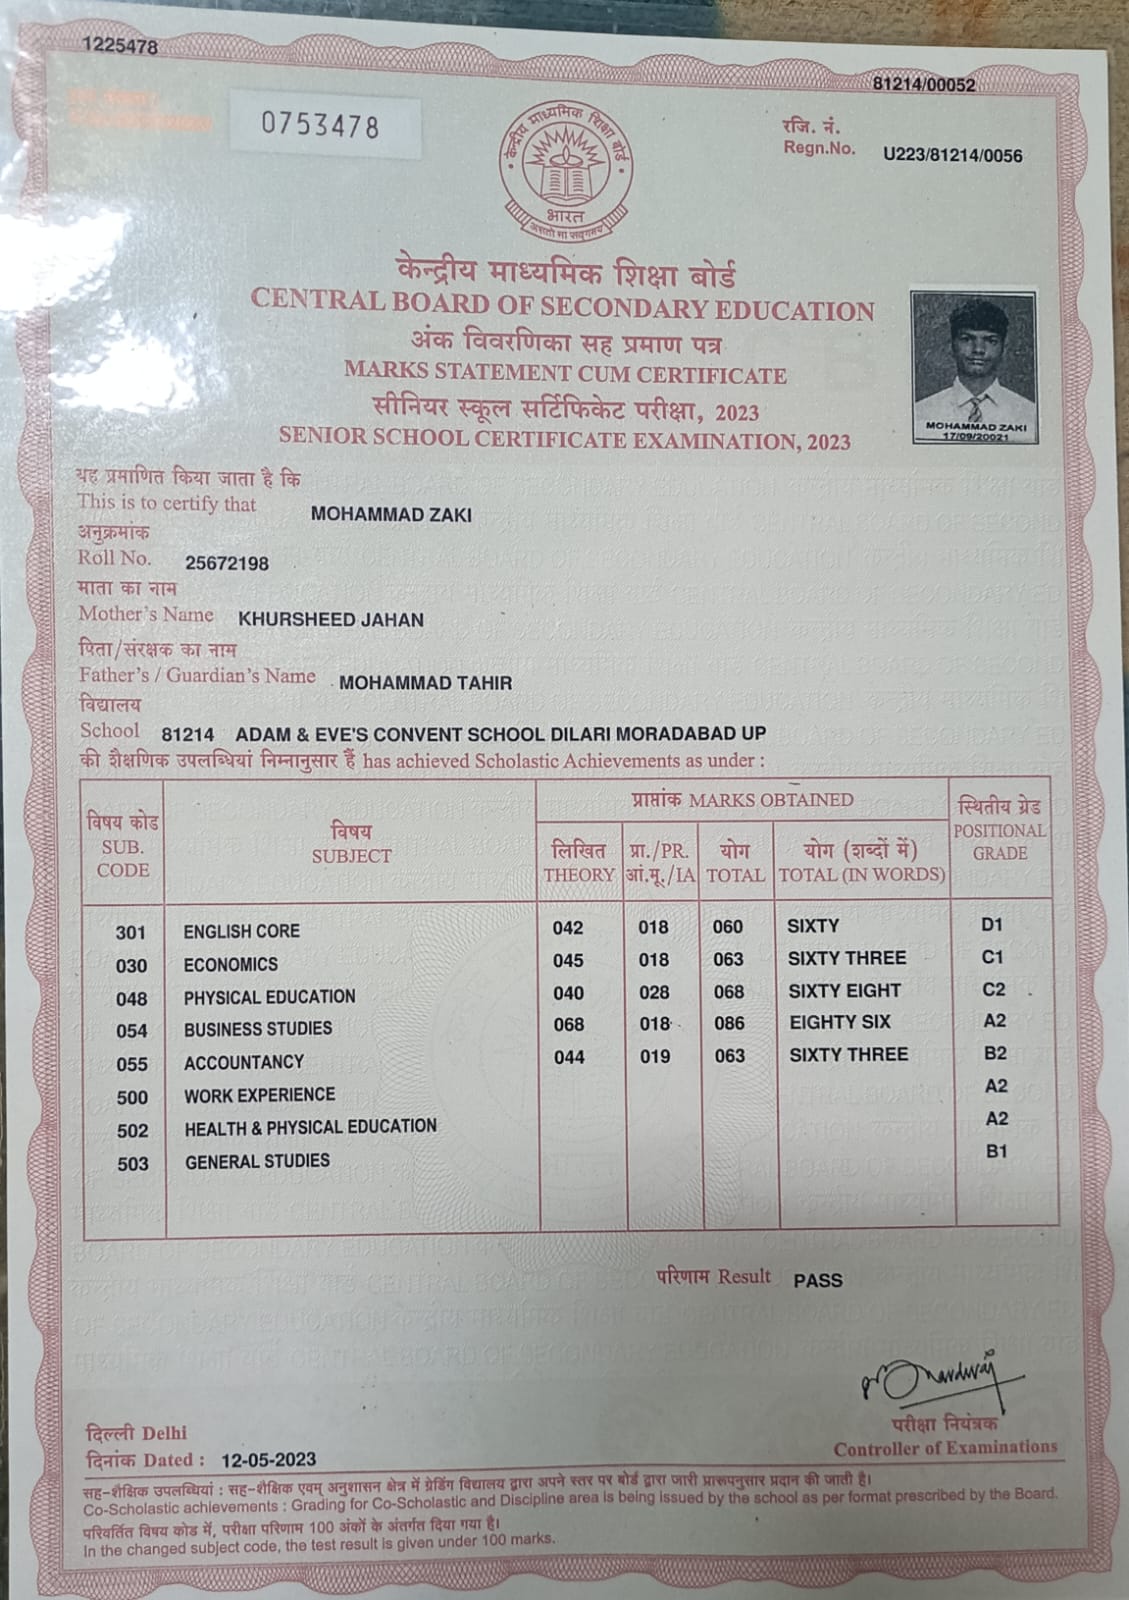 1225478
81214/00052
0753478
रजि. नं.
Regn.No. U223/81214/0056
केन्द्रीय माध्यमिक शिक्षा बोर्ड
भारत
असतो मा सद्गमय
केन्द्रीय माध्यमिक शिक्षा बोर्ड
CENTRAL BOARD OF SECONDARY EDUCATION
अंक विवरणिका सह प्रमाण पत्र
MARKS STATEMENT CUM CERTIFICATE
सीनियर स्कूल सर्टिफिकेट परीक्षा, 2023
SENIOR SCHOOL CERTIFICATE EXAMINATION, 2023
MOHAMMAD ZAKI
17/09/20021
यह प्रमाणित किया जाता है कि
This is to certify that MOHAMMAD ZAKI
अनुक्रमांक
Roll No. 25672198
माता का नाम
Mother's Name KHURSHEED JAHAN
पिता/संरक्षक का नाम
Father's / Guardian's Name MOHAMMAD TAHIR
विद्यालय
School 81214 ADAM & EVE'S CONVENT SCHOOL DILARI MORADABAD UP
की शैक्षणिक उपलब्धियां निम्नानुसार हैं has achieved Scholastic Achievements as under :
विषय कोड SUB. CODE
विषय SUBJECT
प्राप्तांक MARKS OBTAINED
लिखित THEORY
प्रा./PR. आं.मू./IA
योग TOTAL
योग (शब्दों में) TOTAL (IN WORDS)
स्थितीय ग्रेड POSITIONAL GRADE
301 ENGLISH CORE 042 018 060 SIXTY D1
030 ECONOMICS 045 018 063 SIXTY THREE C1
048 PHYSICAL EDUCATION 040 028 068 SIXTY EIGHT C2
054 BUSINESS STUDIES 068 018 086 EIGHTY SIX A2
055 ACCOUNTANCY 044 019 063 SIXTY THREE B2
500 WORK EXPERIENCE A2
502 HEALTH & PHYSICAL EDUCATION A2
503 GENERAL STUDIES B1
परिणाम Result PASS
परीक्षा नियंत्रक
Controller of Examinations
दिल्ली Delhi
दिनांक Dated : 12-05-2023
सह-शैक्षिक उपलब्धियां : सह-शैक्षिक एवम् अनुशासन क्षेत्र में ग्रेडिंग विद्यालय द्वारा अपने स्तर पर बोर्ड द्वारा जारी प्रारूपनुसार प्रदान की जाती है।
Co-Scholastic achievements : Grading for Co-Scholastic and Discipline area is being issued by the school as per format prescribed by the Board.
परिवर्तित विषय कोड में, परीक्षा परिणाम 100 अंकों के अंतर्गत दिया गया है।
In the changed subject code, the test result is given under 100 marks.